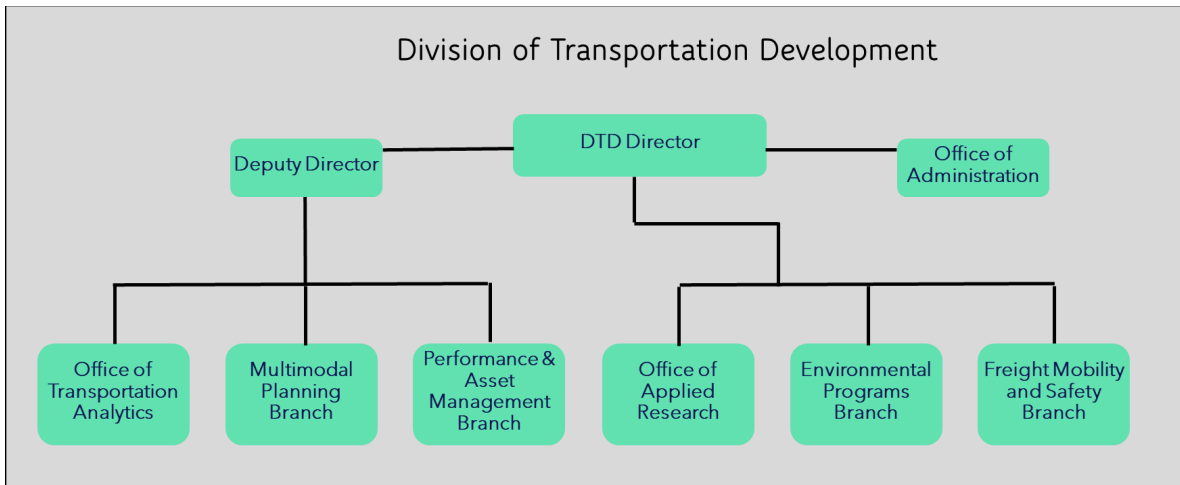 Division of Transportation Development
DTD Director
Deputy Director
Office of
Administration
Office of
Transportation
Analytics
Multimodal
Planning
Branch
Performance &
Asset
Management
Branch
Office of
Applied
Research
Environmental
Programs
Branch
Freight Mobility
and Safety
Branch